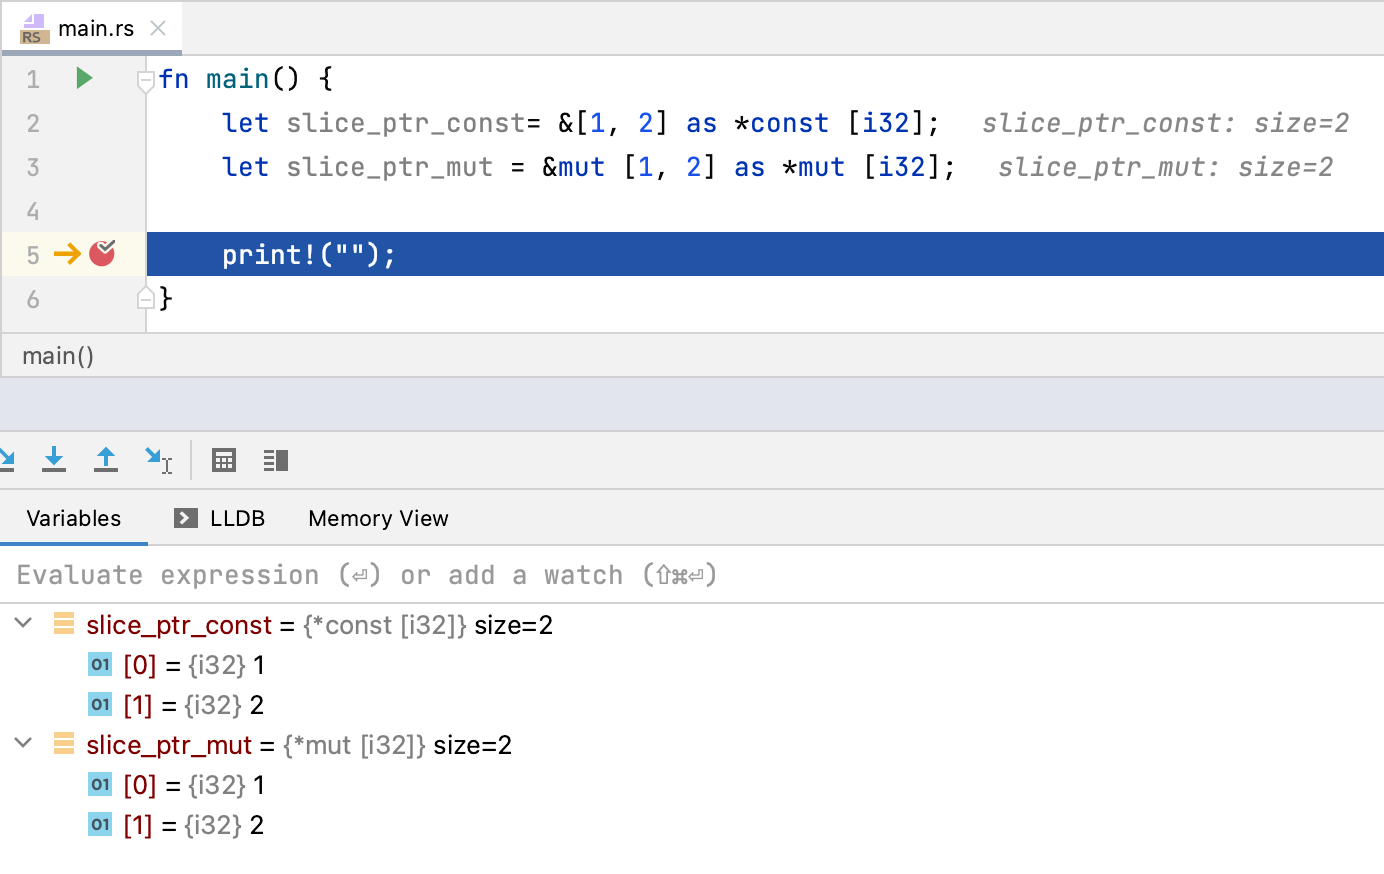 RS main.rs
1 fn main() {
2 let slice_ptr_const= &[1, 2] as *const [i32]; slice_ptr_const: size=2
3 let slice_ptr_mut = &mut [1, 2] as *mut [i32]; slice_ptr_mut: size=2
4
5 print!("");
6 }
main()
Variables LLDB Memory View
Evaluate expression (⏎) or add a watch (⇧⌘⏎)
slice_ptr_const = {*const [i32]} size=2
01 [0] = {i32} 1
01 [1] = {i32} 2
slice_ptr_mut = {*mut [i32]} size=2
01 [0] = {i32} 1
01 [1] = {i32} 2